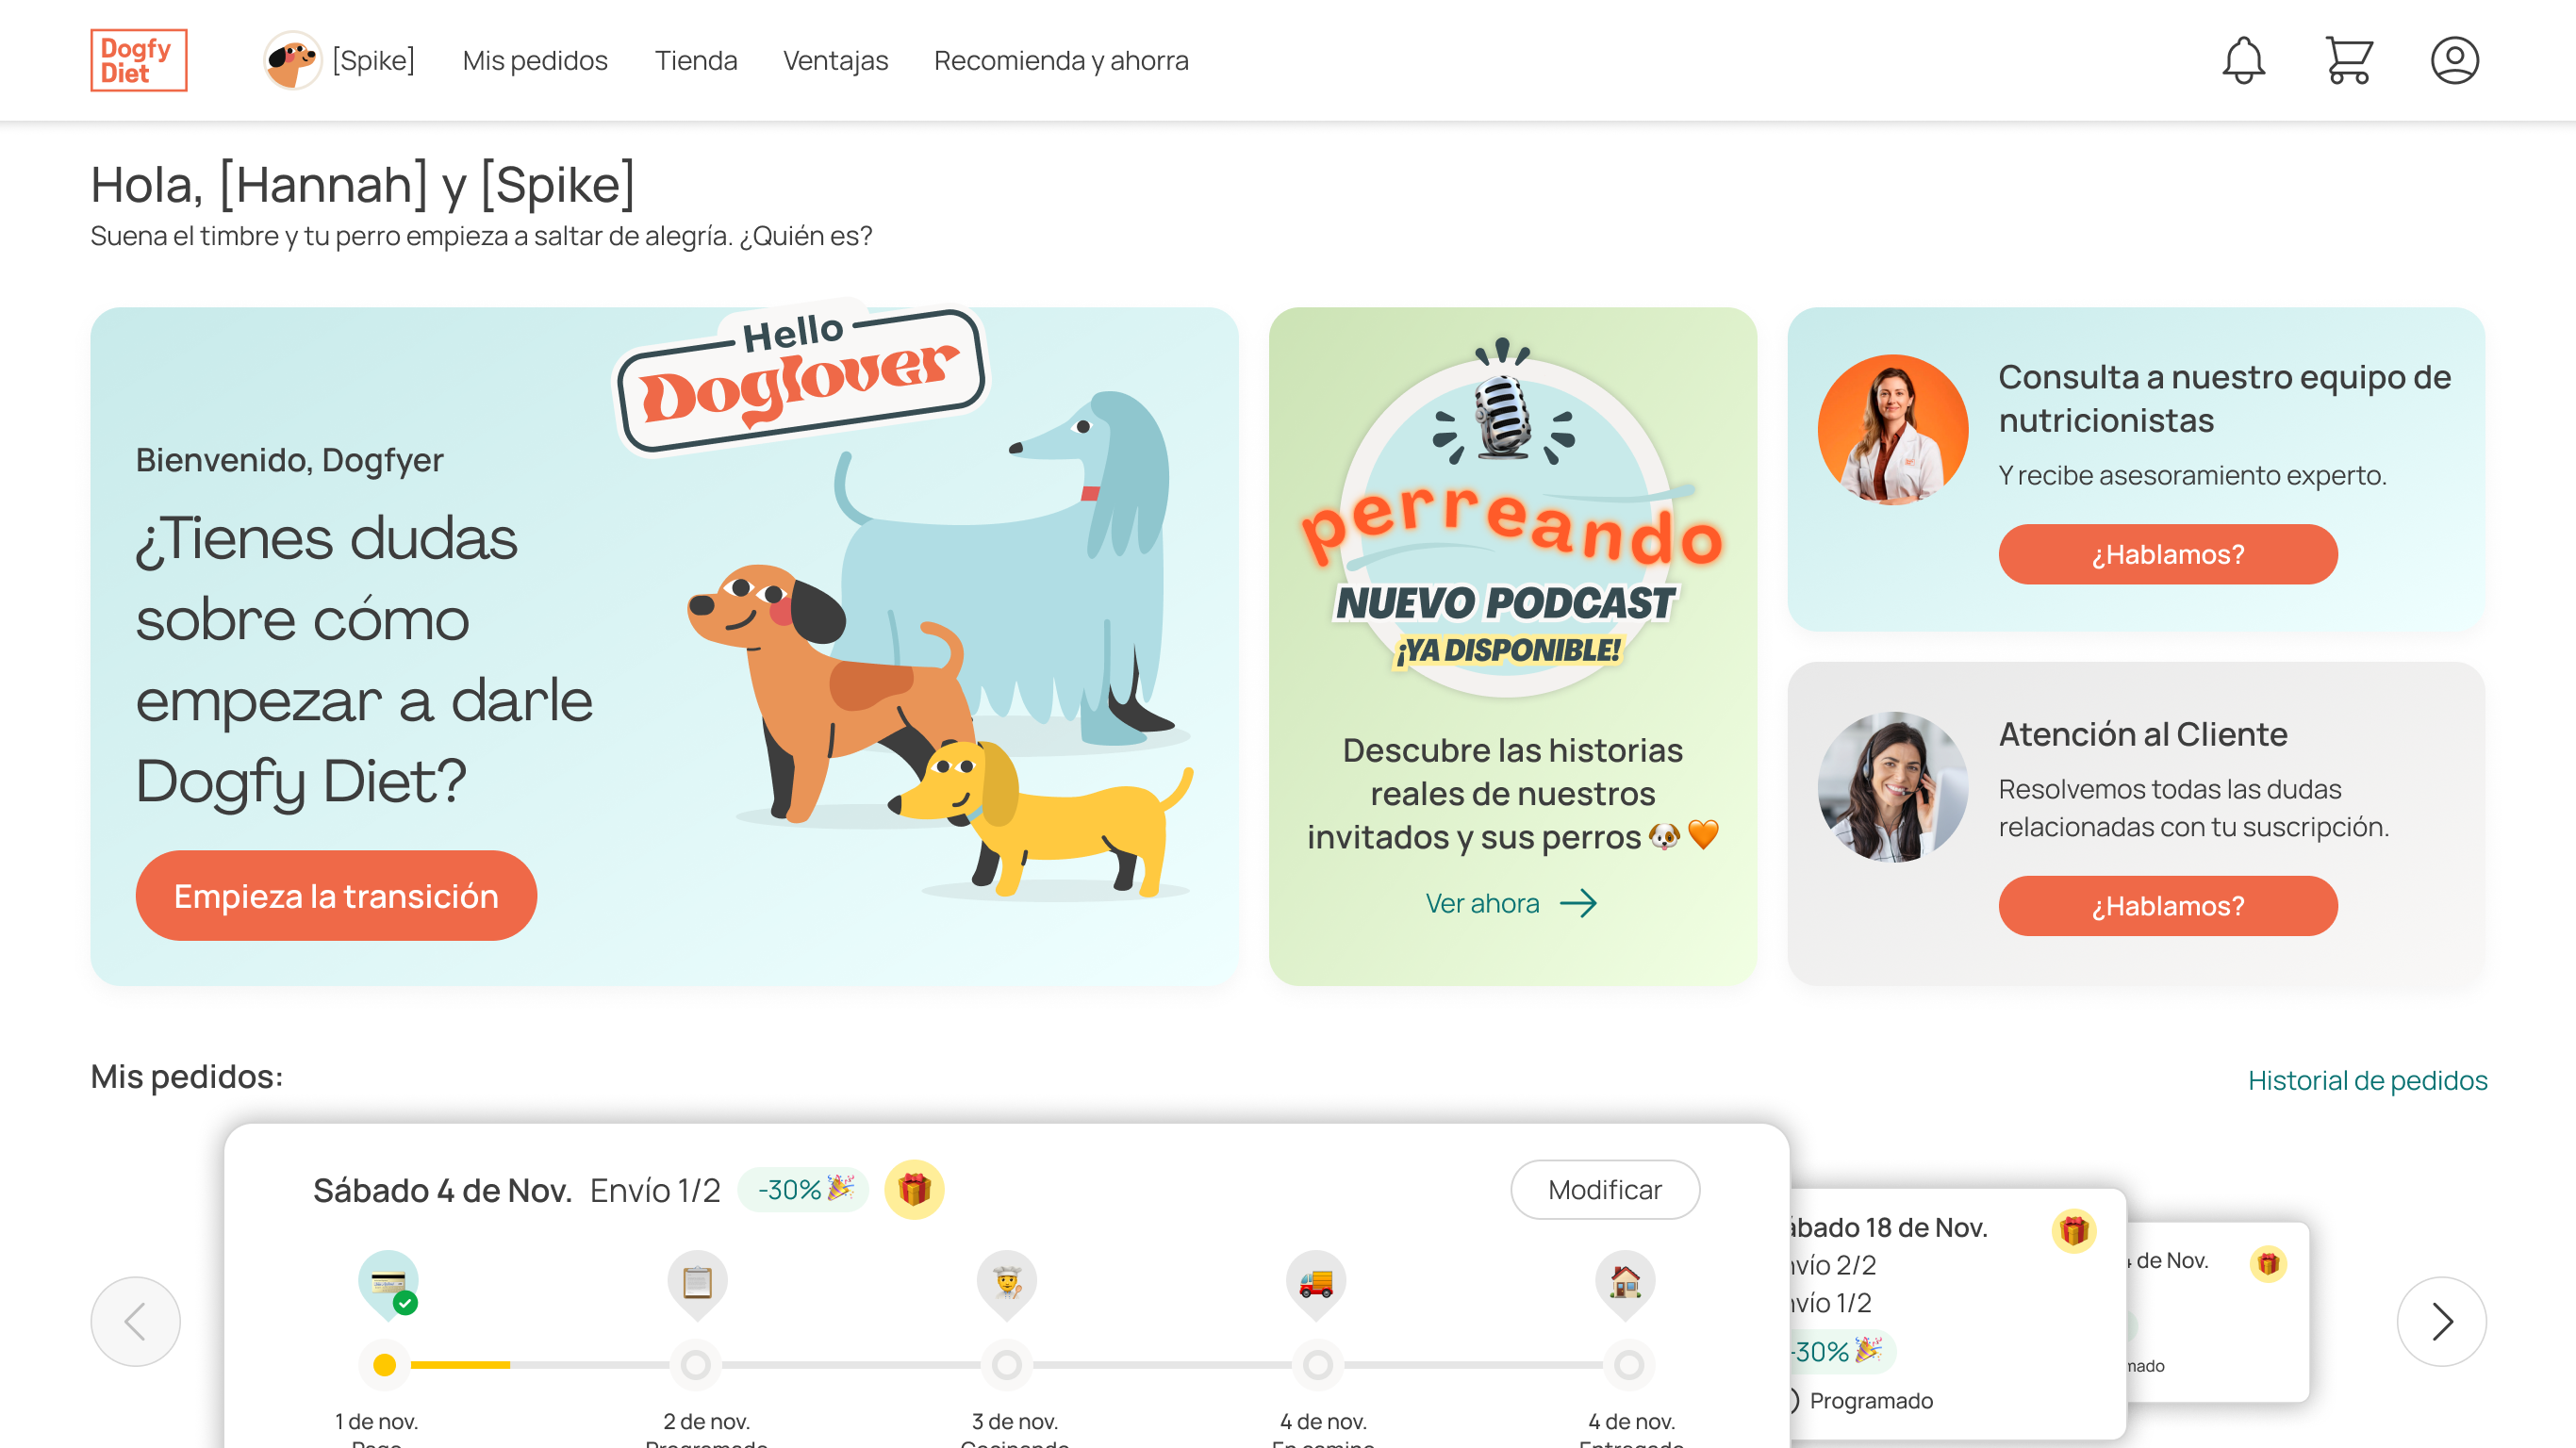 Dogfy
Diet
[Spike]
Mis pedidos
Tienda
Ventajas
Recomienda y ahorra
Hola, [Hannah] y [Spike]
Suena el timbre y tu perro empieza a saltar de alegría. ¿Quién es?
Hello
Doglover
Bienvenido, Dogfyer
¿Tienes dudas
sobre cómo
empezar a darle
Dogfy Diet?
Empieza la transición
perreando
NUEVO PODCAST
¡YA DISPONIBLE!
Descubre las historias
reales de nuestros
invitados y sus perros 🐶 🧡
Ver ahora
Consulta a nuestro equipo de
nutricionistas
Y recibe asesoramiento experto.
¿Hablamos?
Atención al Cliente
Resolvemos todas las dudas
relacionadas con tu suscripción.
¿Hablamos?
Mis pedidos:
Historial de pedidos
Sábado 4 de Nov. Envío 1/2 -30% 🎉
Modificar
1 de nov.
2 de nov.
3 de nov.
4 de nov.
4 de nov.
18 de Nov.
2/2
1/2
-30% 🎉
Programado
de Nov.